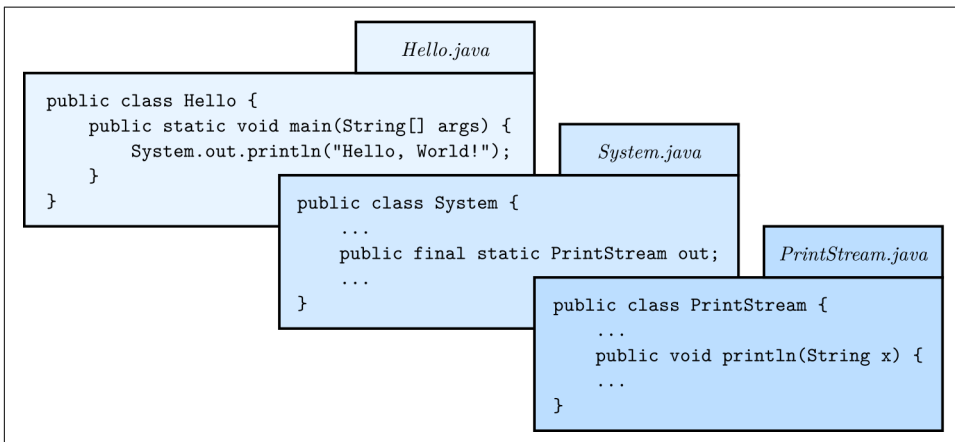 Hello.java
public class Hello {
    public static void main(String[] args) {
        System.out.println("Hello, World!");
    }
}
System.java
public class System {
    ...
    public final static PrintStream out;
    ...
}
PrintStream.java
public class PrintStream {
    ...
    public void println(String x) {
    ...
}